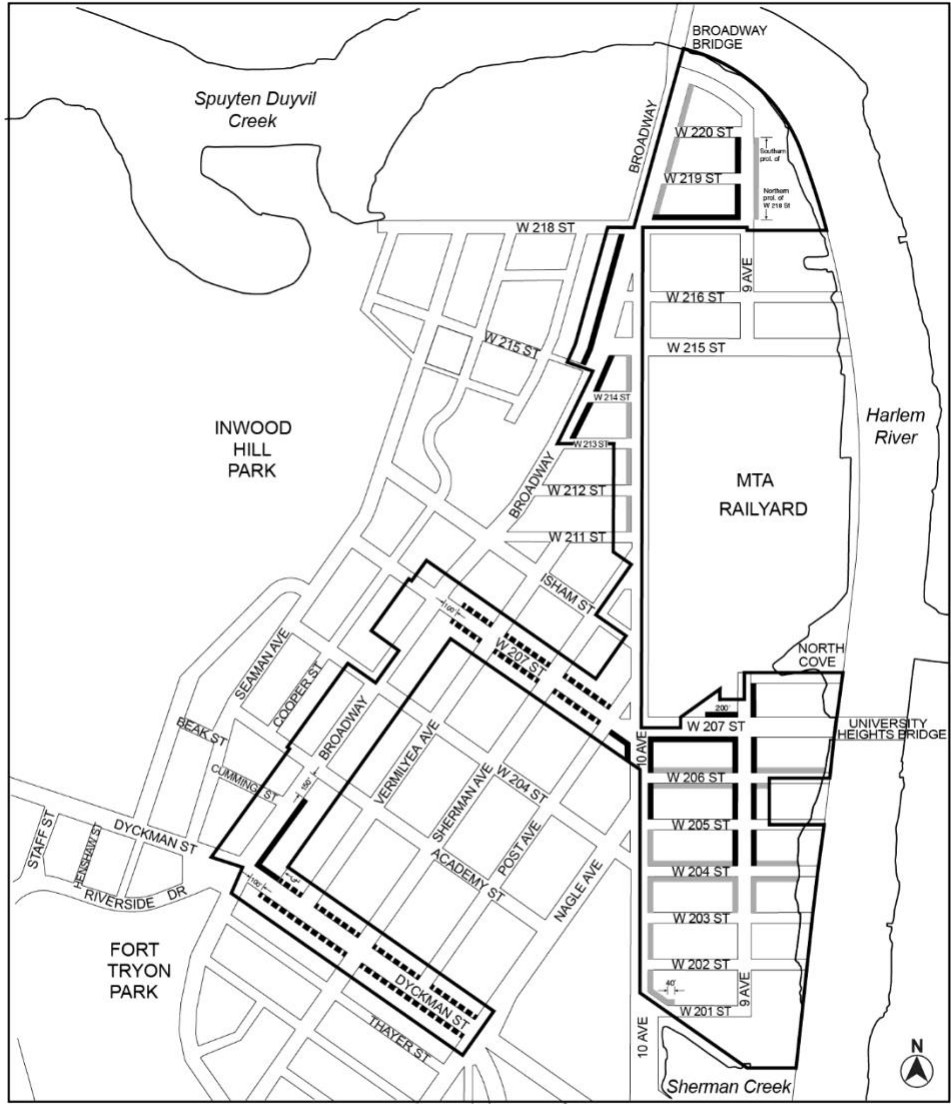 BROADWAY
BRIDGE
Spuyten Duyvil
Creek
BROADWAY
W 220 ST
Southern
prol. of
W 219 ST
Northern
prol. of
W 218 St
W 218 ST
9 AVE
W 216 ST
W 215 ST
W 215 ST
W 214 ST
Harlem
River
INWOOD
HILL
PARK
W 213 ST
MTA
RAILYARD
BROADWAY
W 212 ST
W 211 ST
ISHAM ST
100'
W 207 ST
NORTH
COVE
SEAMAN AVE
COOPER ST
200'
W 207 ST
UNIVERSITY
HEIGHTS BRIDGE
BEAK ST
BROADWAY
10 AVE
VERMILYEA AVE
W 204 ST
W 206 ST
CUMMING ST
150'
SHERMAN AVE
W 205 ST
DYCKMAN ST
STAFF ST
HENSHAW ST
ACADEMY ST
POST AVE
W 204 ST
RIVERSIDE DR
100'
NAGLE AVE
W 203 ST
FORT
TRYON
PARK
W 202 ST
40'
DYCKMAN ST
W 201 ST
9 AVE
THAYER ST
10 AVE
N
Sherman Creek